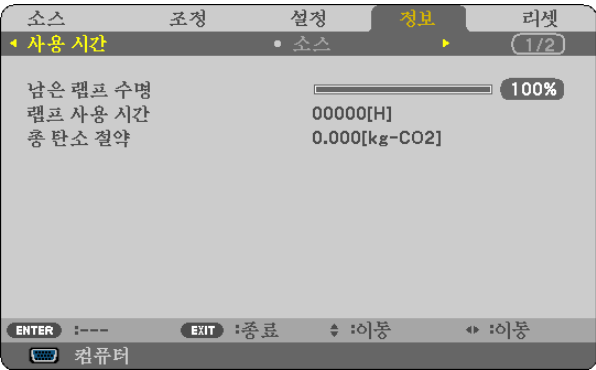 소스 조정 설정 정보 리셋
사용 시간 소스 (1/2)
남은 램프 수명 100%
램프 사용 시간 00000[H]
총 탄소 절약 0.000[kg-CO2]
ENTER :--- EXIT :종료 :이동 :이동
컴퓨터